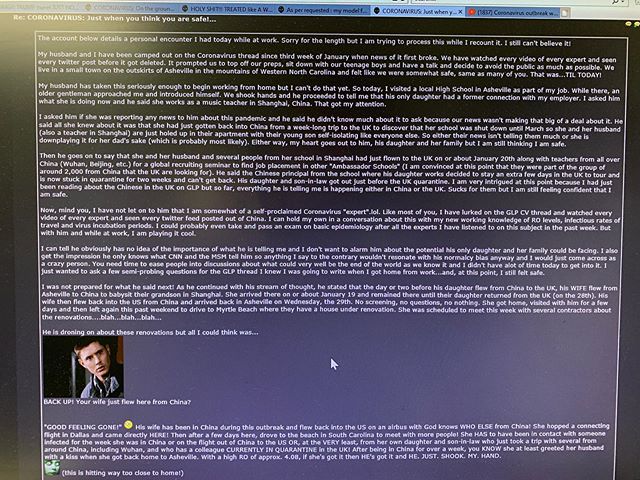 CORONAVIRUS: On the groun...
HOLY SH!T!! TREATED like A W...
As per requested : my model f...
CORONAVIRUS: Just when y...
(1837) Coronavirus outbreak w...
Re: CORONAVIRUS: Just when you think you are safe!...
The account below details a personal encounter I had today while at work. Sorry for the length but I am trying to process this while I recount it. I still can't believe it!
My husband and I have been camped out on the Coronavirus thread since third week of January when news of it first broke. We have watched every video of every expert and seen
every twitter post before it got deleted. It prompted us to top off our preps, sit down with our teenage boys and have a talk and decide to avoid the public as much as possible. We
live in a small town on the outskirts of Asheville in the mountains of Western North Carolina and felt like we were somewhat safe, same as many of you. That was...TIL TODAY!
My husband has taken this seriously enough to begin working from home but I can't do that yet. So today, I visited a local High School in Asheville as part of my job. While there, an
older gentleman approached me and introduced himself. We shook hands and he proceeded to tell me that his only daughter had a former connection with my employer. I asked him
what she is doing now and he said she works as a music teacher in Shanghai, China. That got my attention.
I asked him if she was reporting any news to him about this pandemic and he said he didn't know much about it to ask because our news wasn't making that big of a deal about it. He
said all she knew about it was that she had just gotten back into China from a week-long trip to the UK to discover that her school was shut down until March so she and her husband
(also a teacher in Shanghai) are just holed up in their apartment with their young son self-isolating like everyone else. So either their news isn't telling them much or she is
downplaying it for her dad's sake (which is probably most likely). Either way, my heart goes out to him, his daughter and her family but I am still thinking I am safe.
Then he goes on to say that she and her husband and several people from her school in Shanghai had just flown to the UK on or about January 20th along with teachers from all over
China (Wuhan, Beijing, etc.) for a global recruiting seminar to find job placement in other "Ambassador Schools" (I am convinced at this point that they were part of the group of
around 2,000 from China that the UK are looking for). He said the Chinese principal from the school where his daughter works decided to stay an extra few days in the UK to tour and
is now stuck in quarantine for two weeks and can't get back. His daughter and son-in-law got out just before the UK quarantine. I am very intrigued at this point because I had just
been reading about the Chinese in the UK on GLP but so far, everything he is telling me is happening either in China or the UK. Sucks for them but I am still feeling confident that I
am safe.
Now, mind you, I have not let on to him that I am somewhat of a self-proclaimed Coronavirus "expert".lol. Like most of you, I have lurked on the GLP CV thread and watched every
video of every expert and seen every twitter feed posted out of China. I can hold my own in a conversation about this with my new working knowledge of RO levels, infectious rates of
travel and virus incubation periods. I could probably even take and pass an exam on basic epidemiology after all the experts I have listened to on this subject in the past week. But
with him and while at work, I am playing it cool.
I can tell he obviously has no idea of the importance of what he is telling me and I don't want to alarm him about the potential his only daughter and her family could be facing. I also
get the impression he only knows what CNN and the MSM tell him so anything I say to the contrary wouldn't resonate with his normalcy bias anyway and I would just come across as
a crazy person. You need time to ease people into discussions about what could very well be the end of the world as we know it and I didn't have alot of time today to get into it. I
just wanted to ask a few semi-probing questions for the GLP thread I knew I was going to write when I got home from work...and, at this point, I still felt safe.
I was not prepared for what he said next! As he continued with his stream of thought, he stated that the day or two before his daughter flew from China to the UK, his WIFE flew from
Asheville to China to babysit their grandson in Shanghai. She arrived there on or about January 19 and remained there until their daughter returned from the UK (on the 28th). His
wife then flew back into the US from China and arrived back in Asheville on Wednesday, the 29th. No screening, no questions, no nothing. She got home, visited with him for a few
days and then left again this past weekend to drive to Myrtle Beach where they have a house under renovation. She was scheduled to meet this week with several contractors about
the renovations....blah...blah...blah...
He is droning on about these renovations but all I could think was...
BACK UP! Your wife just flew here from China?
"GOOD FEELING GONE!" His wife has been in China during this outbreak and flew back into the US on an airbus with God knows WHO ELSE from China! She hopped a connecting
flight in Dallas and came directly HERE! Then after a few days here, drove to the beach in South Carolina to meet with more people! She HAS to have been in contact with someone
infected for the week she was in China or on the flight out of China to the US OR, at the VERY least, from her own daughter and son-in-law who just took a trip with several from
around China, including Wuhan, and who has a colleague CURRENTLY IN QUARANTINE in the UK! After being in China for over a week, you KNOW she at least greeted her husband
with a kiss when she got back home to Asheville. With a high RO of approx. 4.08, if she's got it then HE's got it and HE. JUST. SHOOK. MY. HAND.
(this is hitting way too close to home!)